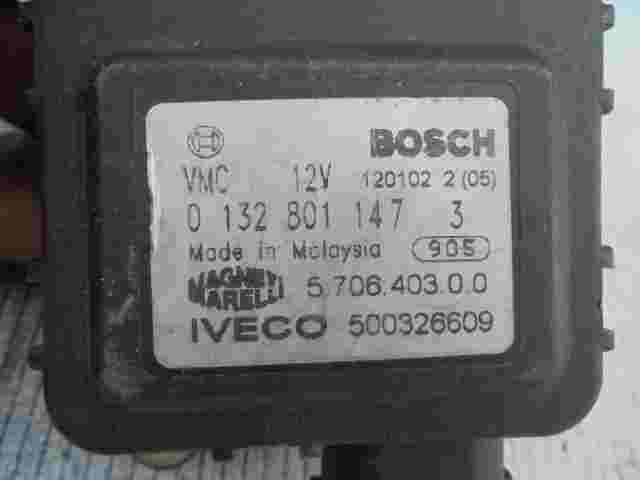 BOSCH
VMC 12V 120102 2 (05)
0 132 801 147 3
Made in Malaysia 905
MAGNETI MARELLI 5.706.403.0.0
IVECO 500326609